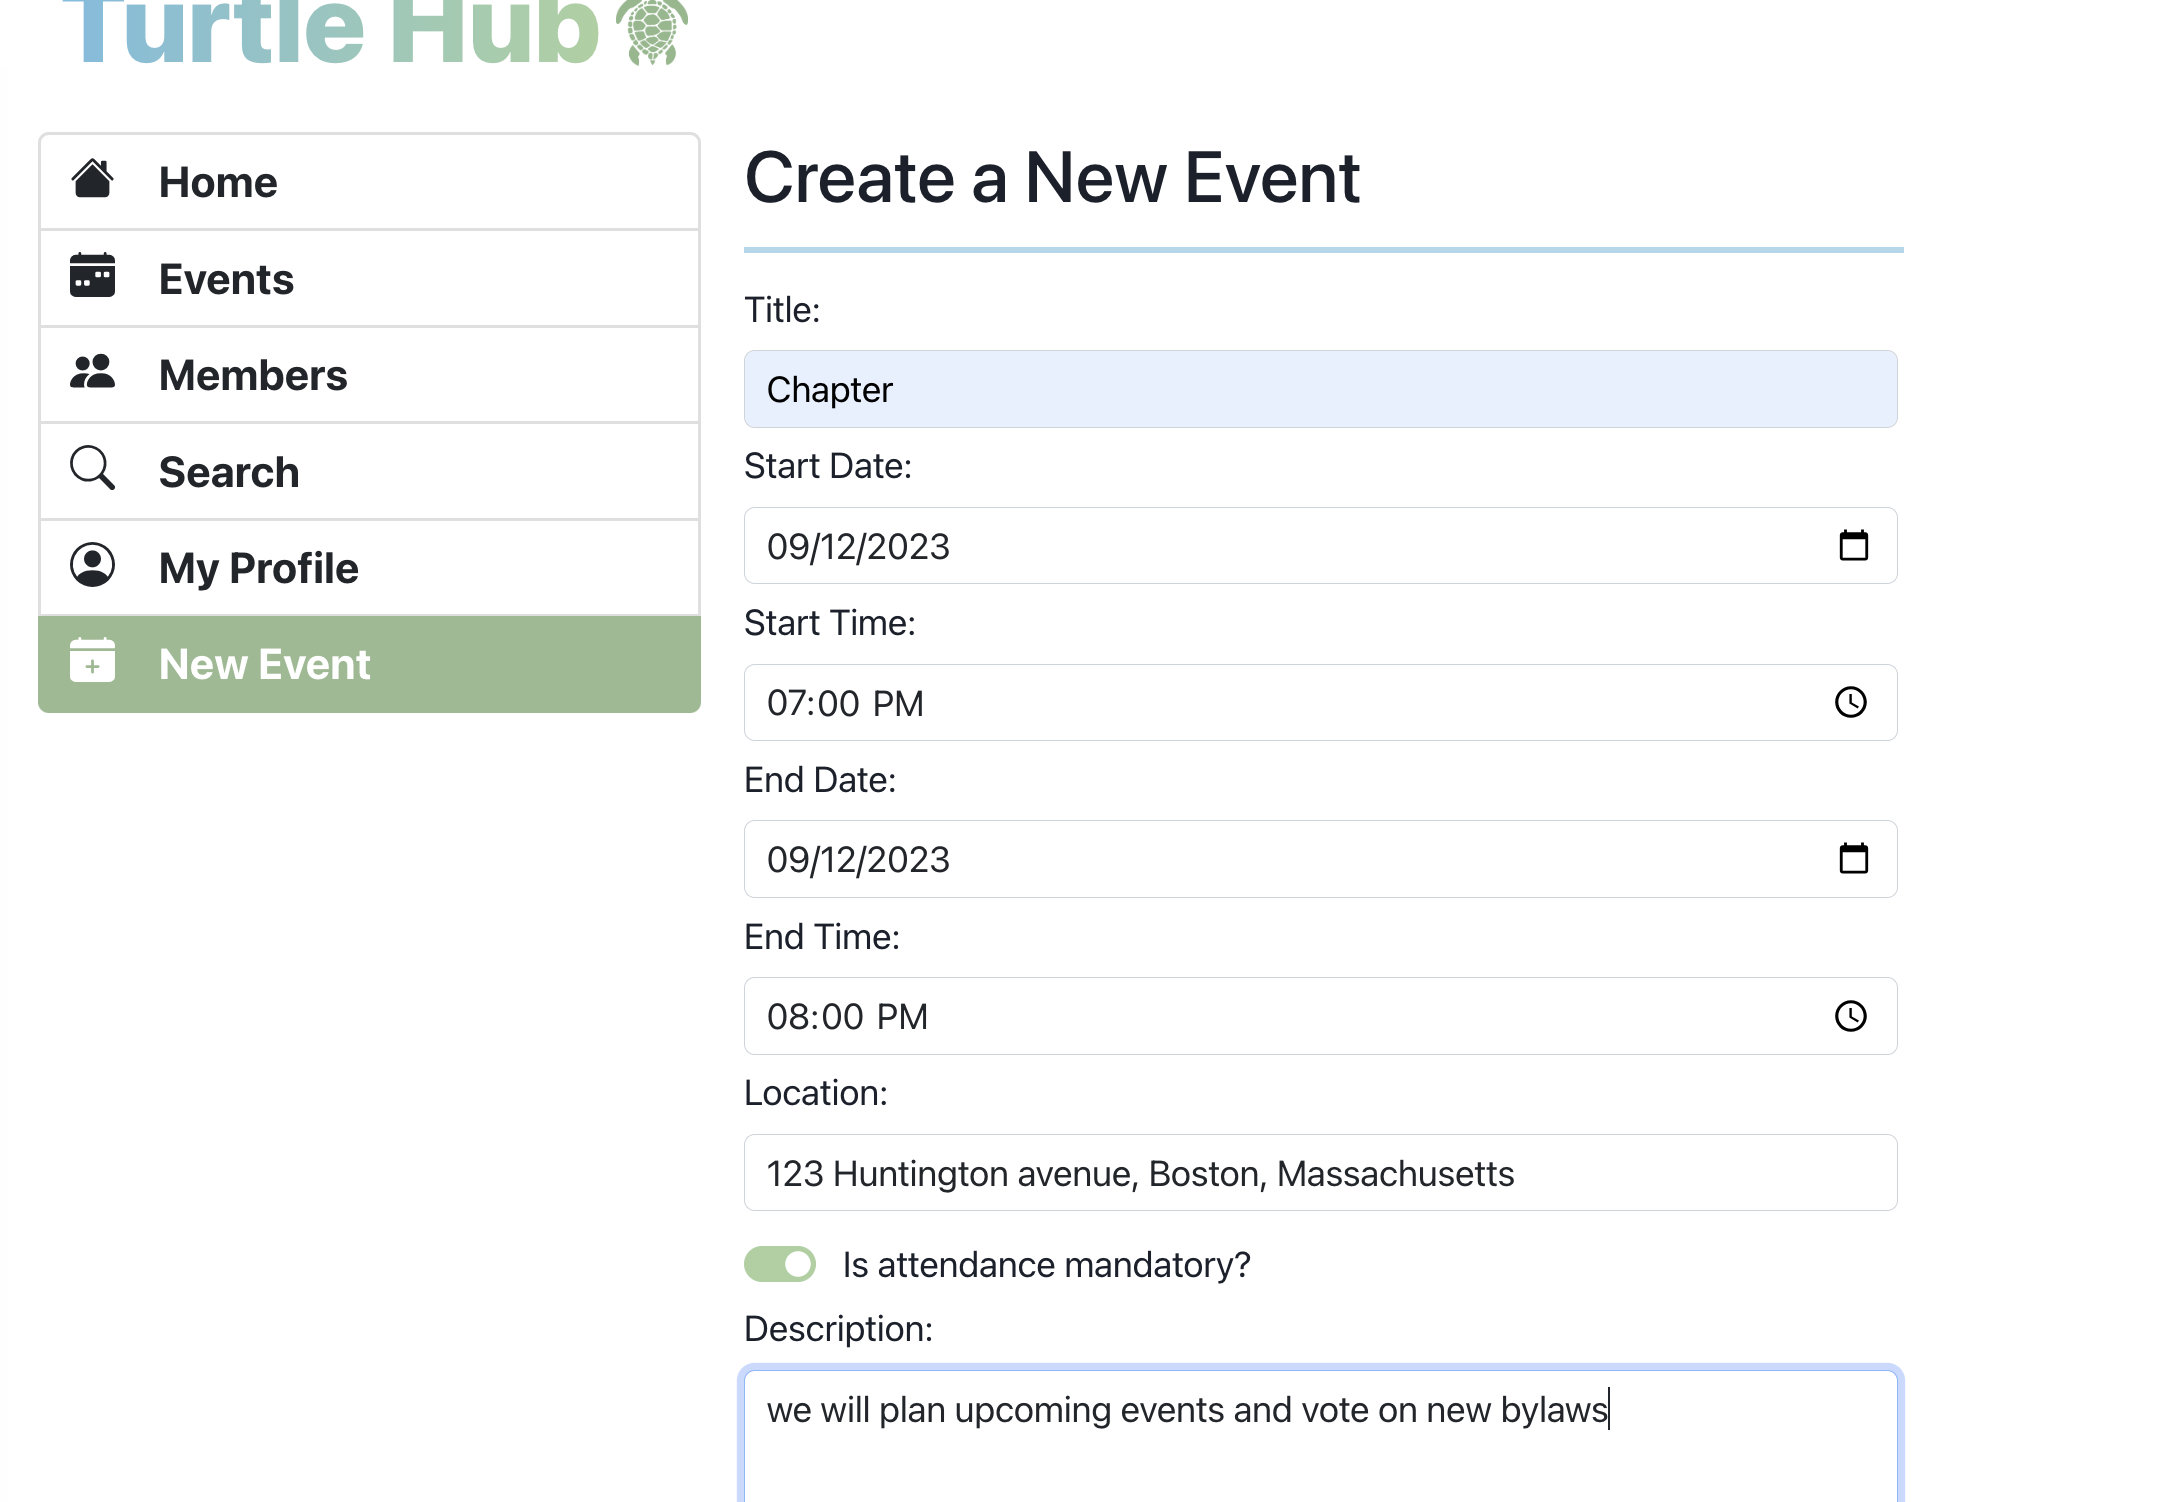 Turtle Hub
Home
Events
Members
Search
My Profile
New Event
Create a New Event
Title:
Chapter
Start Date:
09/12/2023
Start Time:
07:00 PM
End Date:
09/12/2023
End Time:
08:00 PM
Location:
123 Huntington avenue, Boston, Massachusetts
Is attendance mandatory?
Description:
we will plan upcoming events and vote on new bylaws